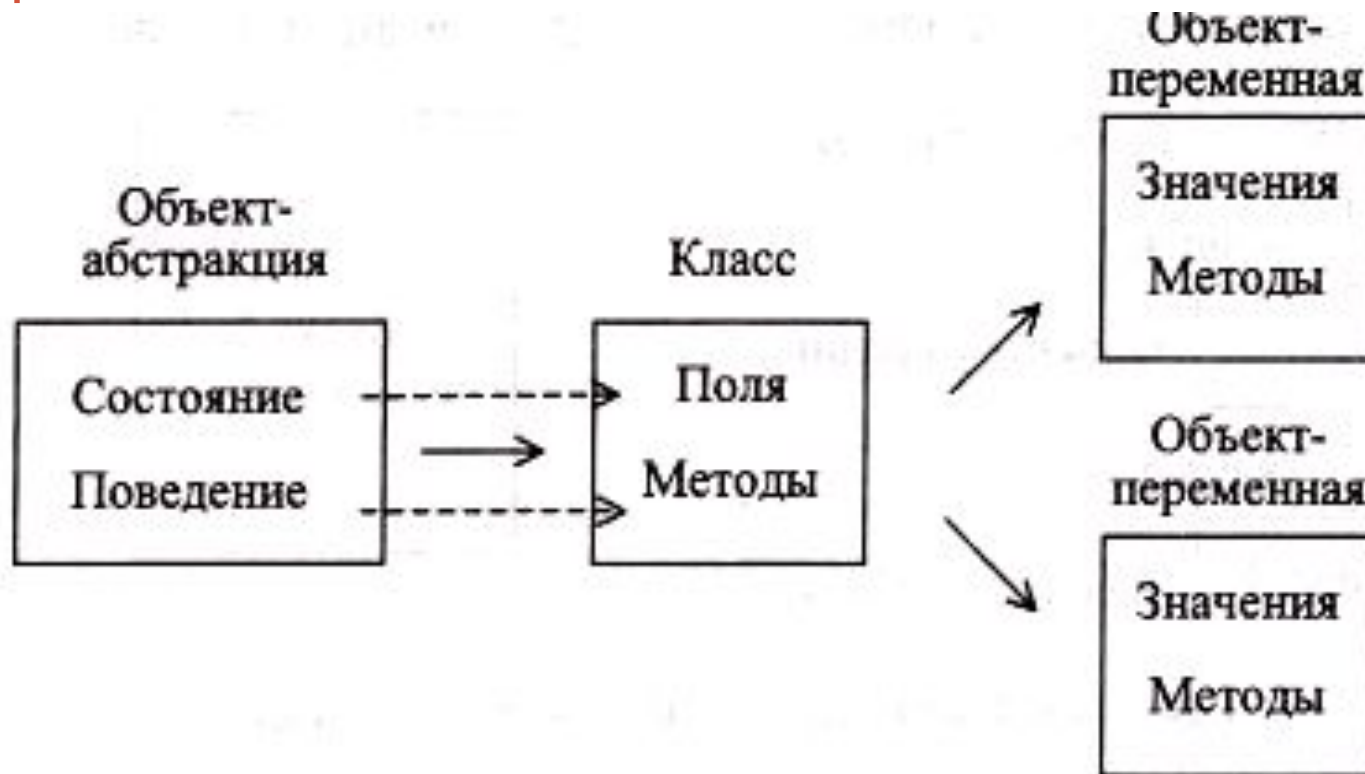 Объект-
абстракция
Состояние
Поведение
Класс
Поля
Методы
Объект-
переменная
Значения
Методы
Объект-
переменная
Значения
Методы